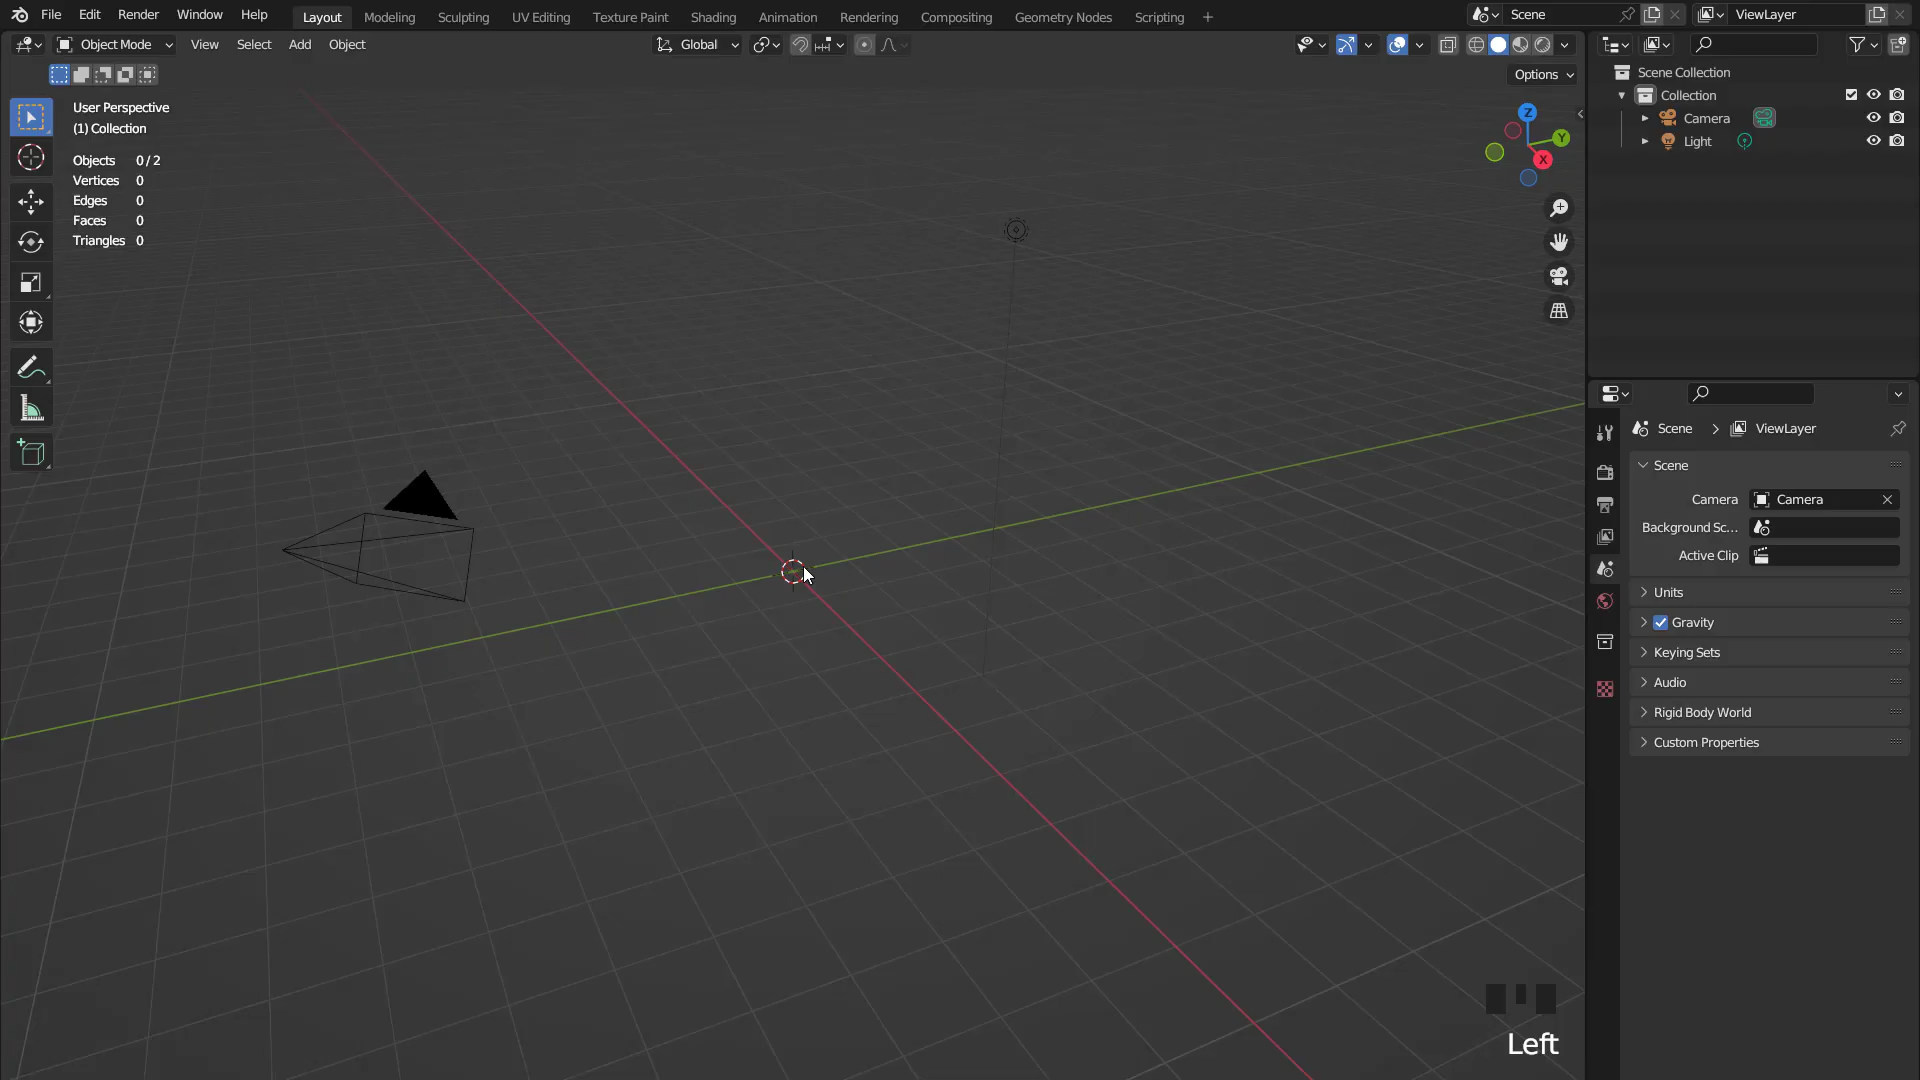 File Edit Render Window Help Layout Modeling Sculpting UV Editing Texture Paint Shading Animation Rendering Compositing Geometry Nodes Scripting + Scene ViewLayer
Object Mode View Select Add Object Global
Options
User Perspective
(1) Collection
Objects 0 / 2
Vertices 0
Edges 0
Faces 0
Triangles 0
Z
Y
X
Scene Collection
Collection
Camera
Light
Scene > ViewLayer
Scene
Camera Camera
Background Sc...
Active Clip
Units
Gravity
Keying Sets
Audio
Rigid Body World
Custom Properties
Left